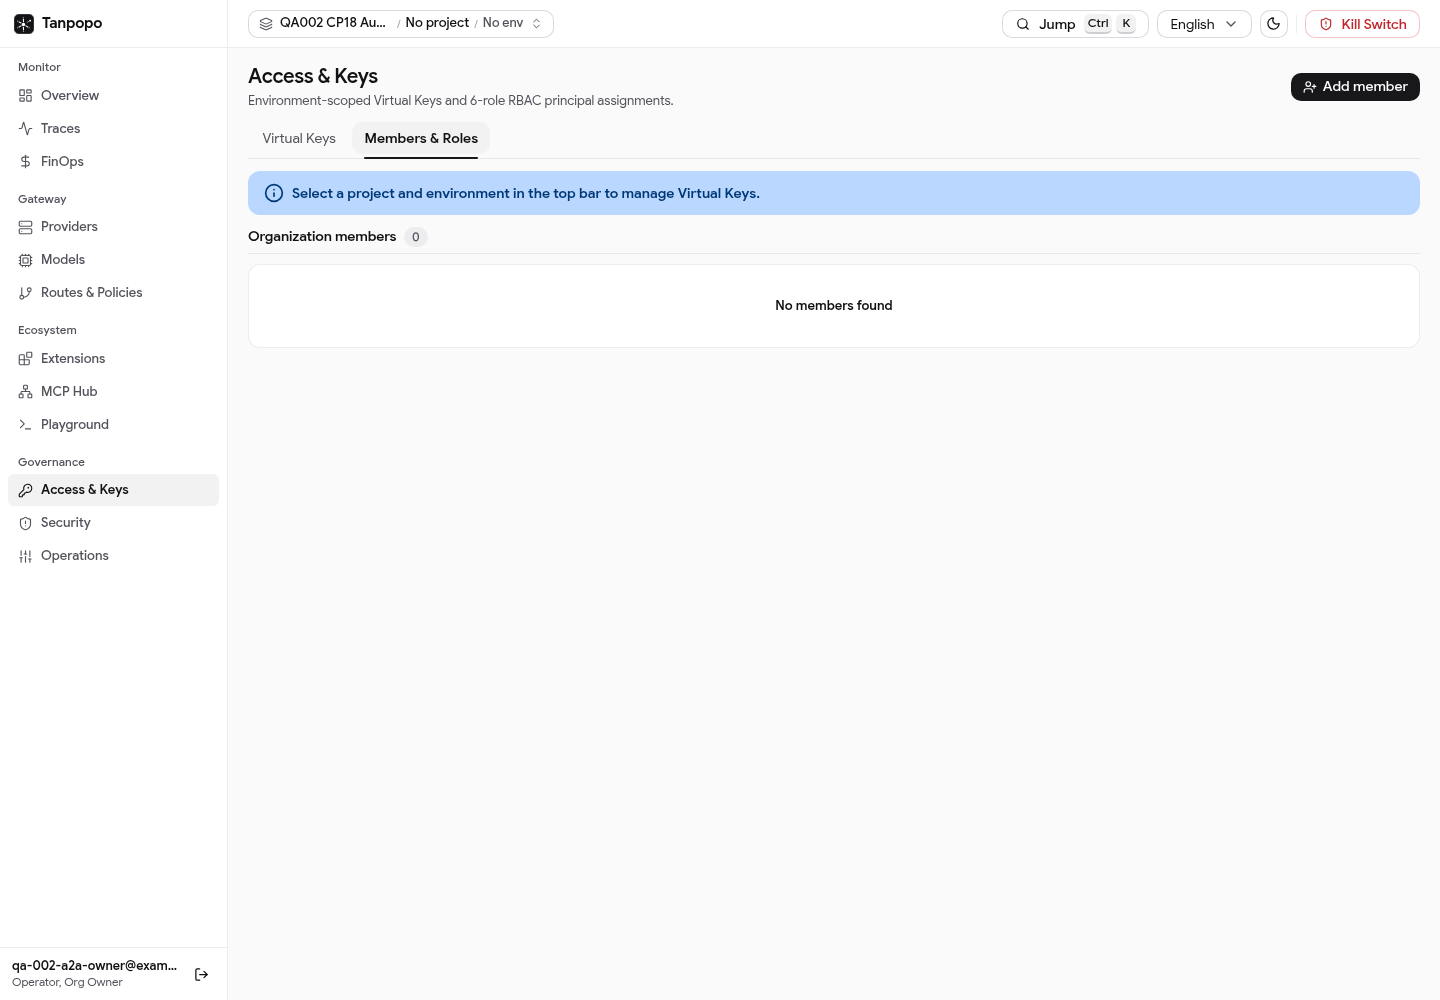 Tanpopo
QA002 CP18 Au... / No project / No env
Jump Ctrl K
English
Kill Switch
Monitor
Overview
Traces
FinOps
Gateway
Providers
Models
Routes & Policies
Ecosystem
Extensions
MCP Hub
Playground
Governance
Access & Keys
Security
Operations
qa-002-a2a-owner@exam...
Operator, Org Owner
Access & Keys
Environment-scoped Virtual Keys and 6-role RBAC principal assignments.
Add member
Virtual Keys
Members & Roles
Select a project and environment in the top bar to manage Virtual Keys.
Organization members 0
No members found